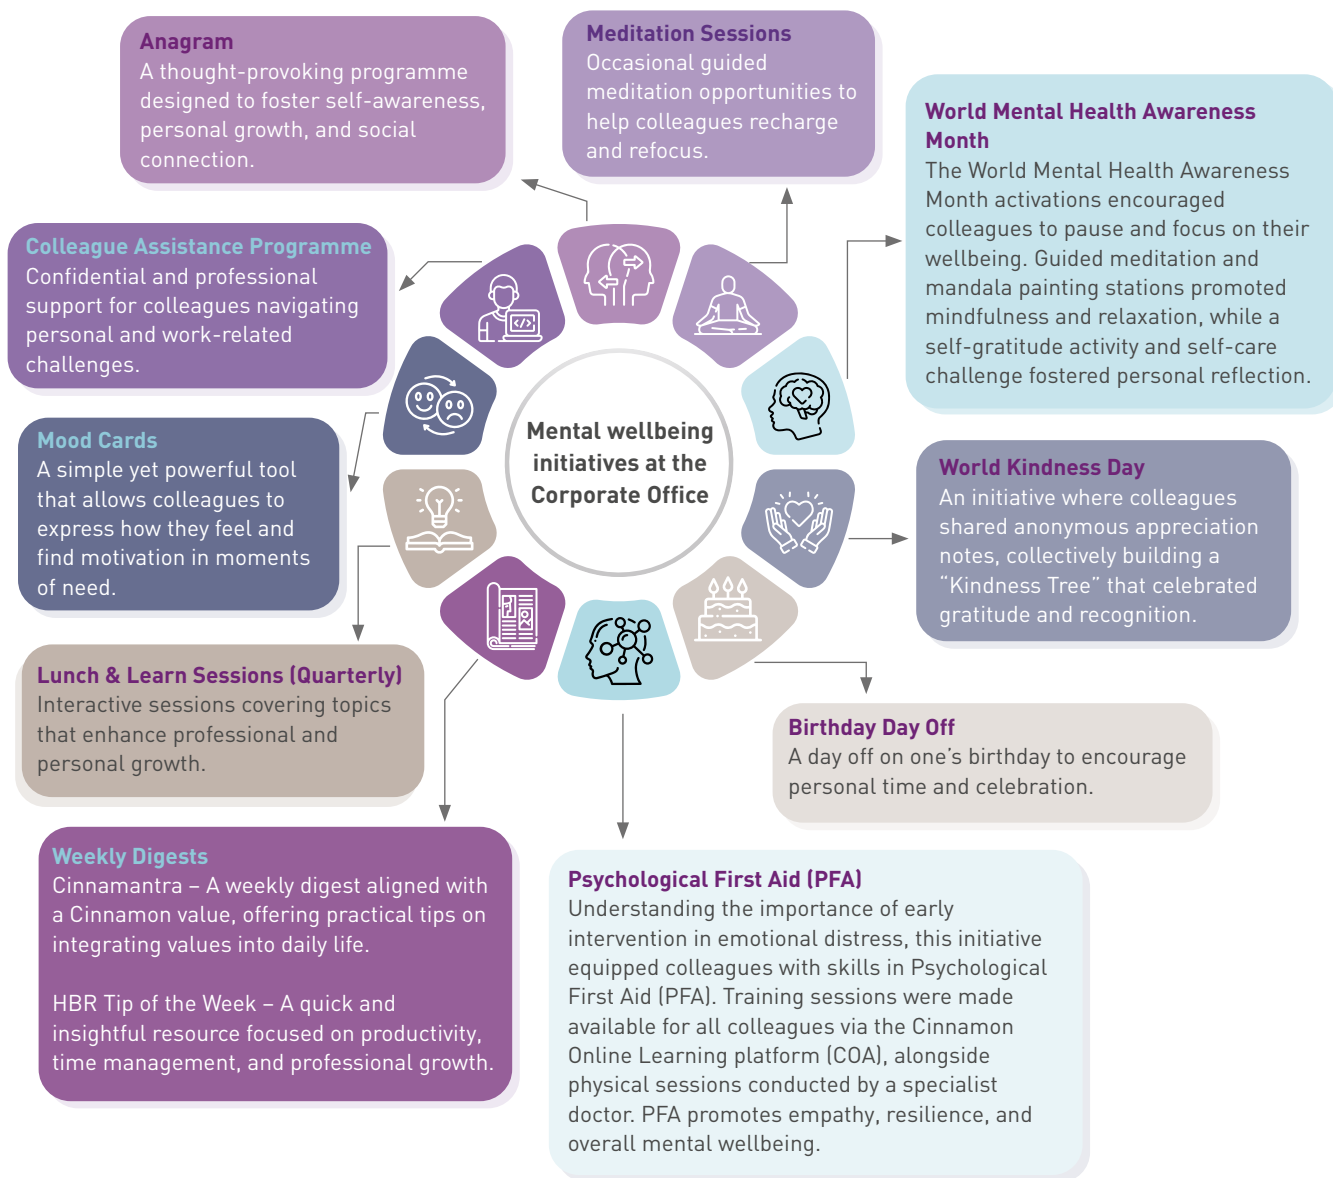 Anagram
A thought-provoking programme
designed to foster self-awareness,
personal growth, and social
connection.
Meditation Sessions
Occasional guided
meditation opportunities to
help colleagues recharge
and refocus.
World Mental Health Awareness
Month
The World Mental Health Awareness
Month activations encouraged
colleagues to pause and focus on their
wellbeing. Guided meditation and
mandala painting stations promoted
mindfulness and relaxation, while a
self-gratitude activity and self-care
challenge fostered personal reflection.
Colleague Assistance Programme
Confidential and professional
support for colleagues navigating
personal and work-related
challenges.
Mental wellbeing
initiatives at the
Corporate Office
Mood Cards
A simple yet powerful tool
that allows colleagues to
express how they feel and
find motivation in moments
of need.
World Kindness Day
An initiative where colleagues
shared anonymous appreciation
notes, collectively building a
“Kindness Tree” that celebrated
gratitude and recognition.
Lunch & Learn Sessions (Quarterly)
Interactive sessions covering topics
that enhance professional and
personal growth.
Birthday Day Off
A day off on one’s birthday to encourage
personal time and celebration.
Weekly Digests
Cinnamantra – A weekly digest aligned with
a Cinnamon value, offering practical tips on
integrating values into daily life.
HBR Tip of the Week – A quick and
insightful resource focused on productivity,
time management, and professional growth.
Psychological First Aid (PFA)
Understanding the importance of early
intervention in emotional distress, this initiative
equipped colleagues with skills in Psychological
First Aid (PFA). Training sessions were made
available for all colleagues via the Cinnamon
Online Learning platform (COA), alongside
physical sessions conducted by a specialist
doctor. PFA promotes empathy, resilience, and
overall mental wellbeing.